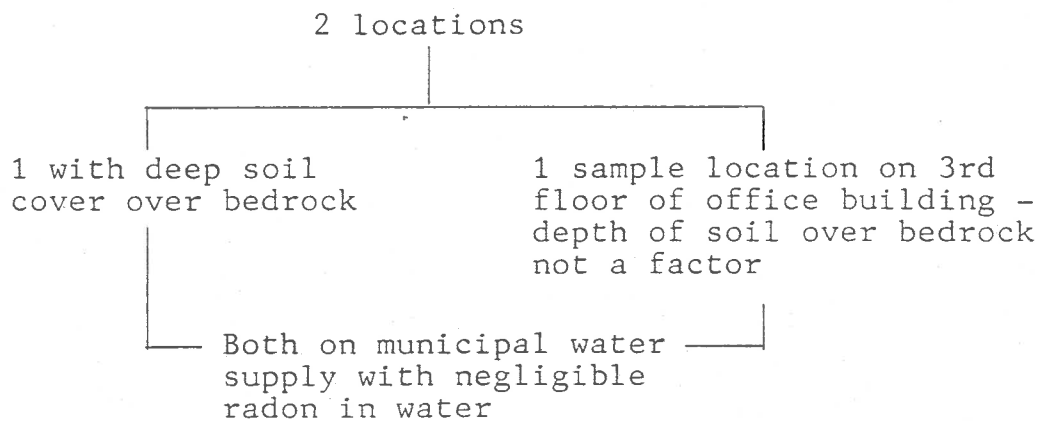 2 locations
1 with deep soil
cover over bedrock
1 sample location on 3rd
floor of office building -
depth of soil over bedrock
not a factor
Both on municipal water
supply with negligible
radon in water